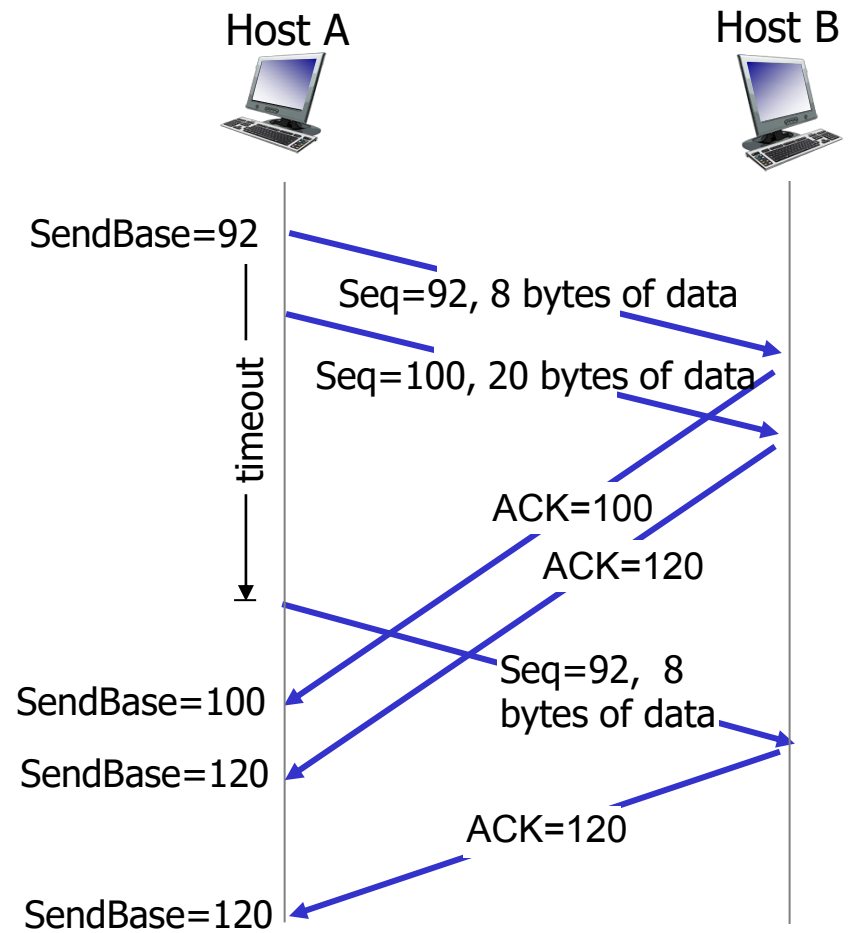 Host A
Host B
SendBase=92
Seq=92, 8 bytes of data
Seq=100, 20 bytes of data
timeout
ACK=100
ACK=120
Seq=92,  8
bytes of data
SendBase=100
SendBase=120
ACK=120
SendBase=120